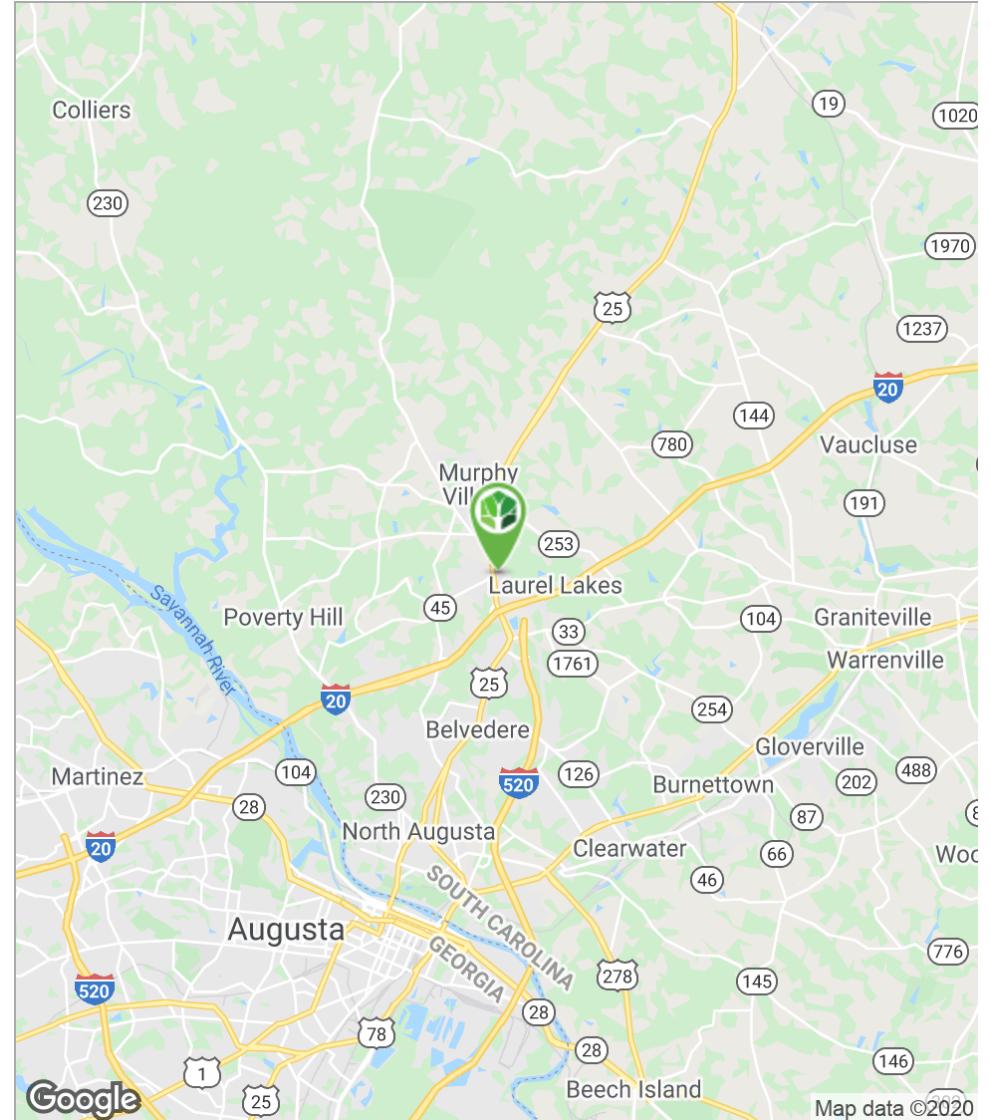 Colliers
19
1020
230
1970
25
1237
20
144
780
Vaucluse
Murphy
191
253
Laurel Lakes
45
Poverty Hill
33
104
Graniteville
1761
Warrenville
Savannah River
25
20
254
Belvedere
Gloverville
Martinez
104
520
126
Burnettown
202
488
230
28
87
North Augusta
20
Clearwater
66
46
SOUTH CAROLINA
GEORGIA
Augusta
776
278
145
520
28
78
28
146
1
Beech Island
25
Google
Map data ©2020